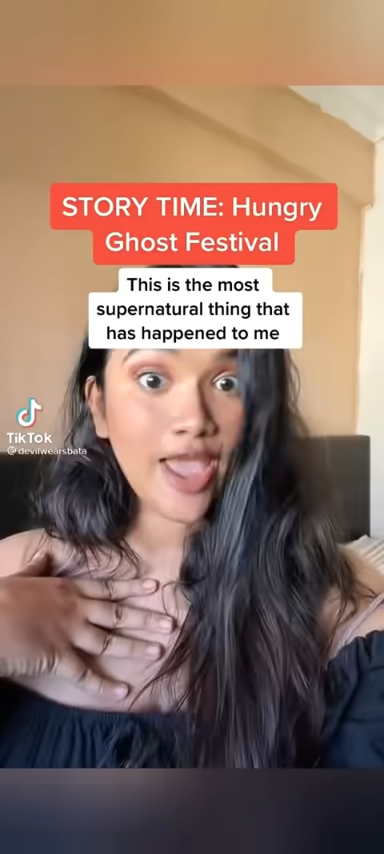 STORY TIME: Hungry
Ghost Festival
This is the most
supernatural thing that
has happened to me
TikTok
@devilwearsbata